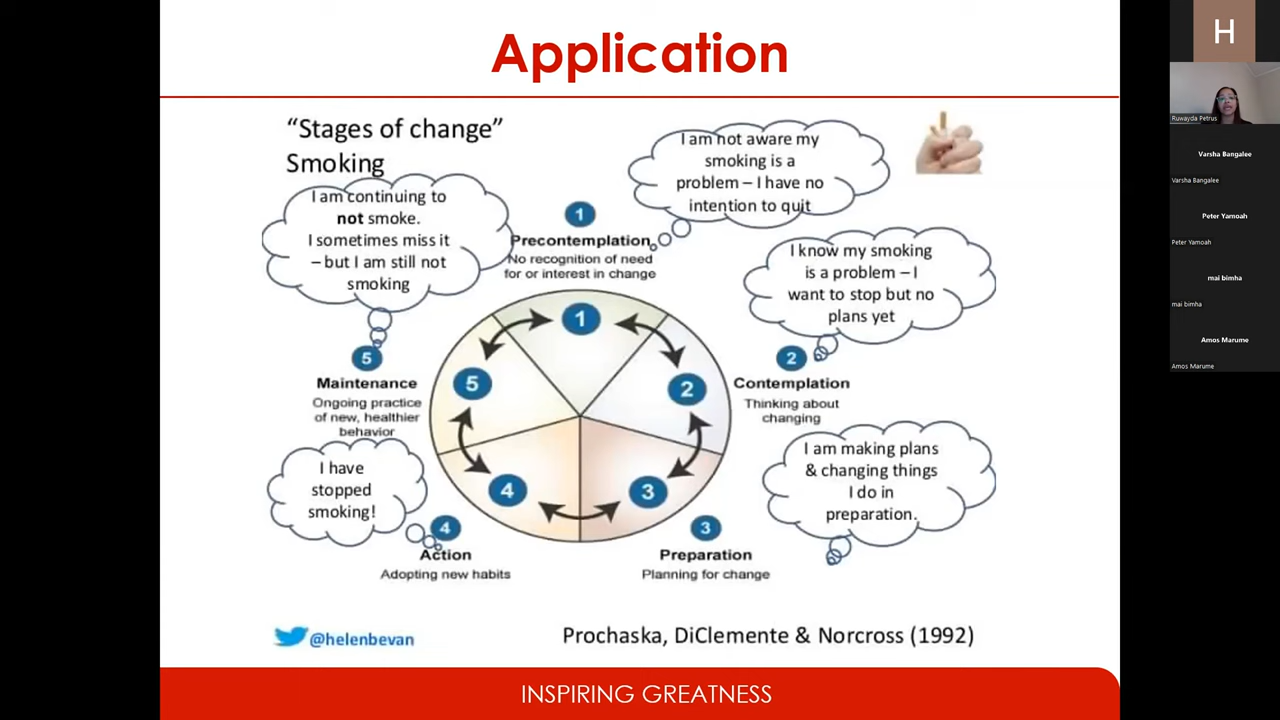 Application
“Stages of change”
Smoking
I am not aware my
smoking is a
problem – I have no
intention to quit
I am continuing to
not smoke.
I sometimes miss it
– but I am still not
smoking
1
Precontemplation
No recognition of need
for or interest in change
I know my smoking
is a problem – I
want to stop but no
plans yet
1
2
3
4
5
5
Maintenance
Ongoing practice
of new, healthier
behavior
2
Contemplation
Thinking about
changing
I am making plans
& changing things
I do in
preparation.
I have
stopped
smoking!
4
Action
Adopting new habits
3
Preparation
Planning for change
@helenbevan
Prochaska, DiClemente & Norcross (1992)
INSPIRING GREATNESS
H
Ruwayda Petrus
Varsha Bangalee
Varsha Bangalee
Peter Yamoah
Peter Yamoah
mai bimha
mai bimha
Amos Marume
Amos Marume